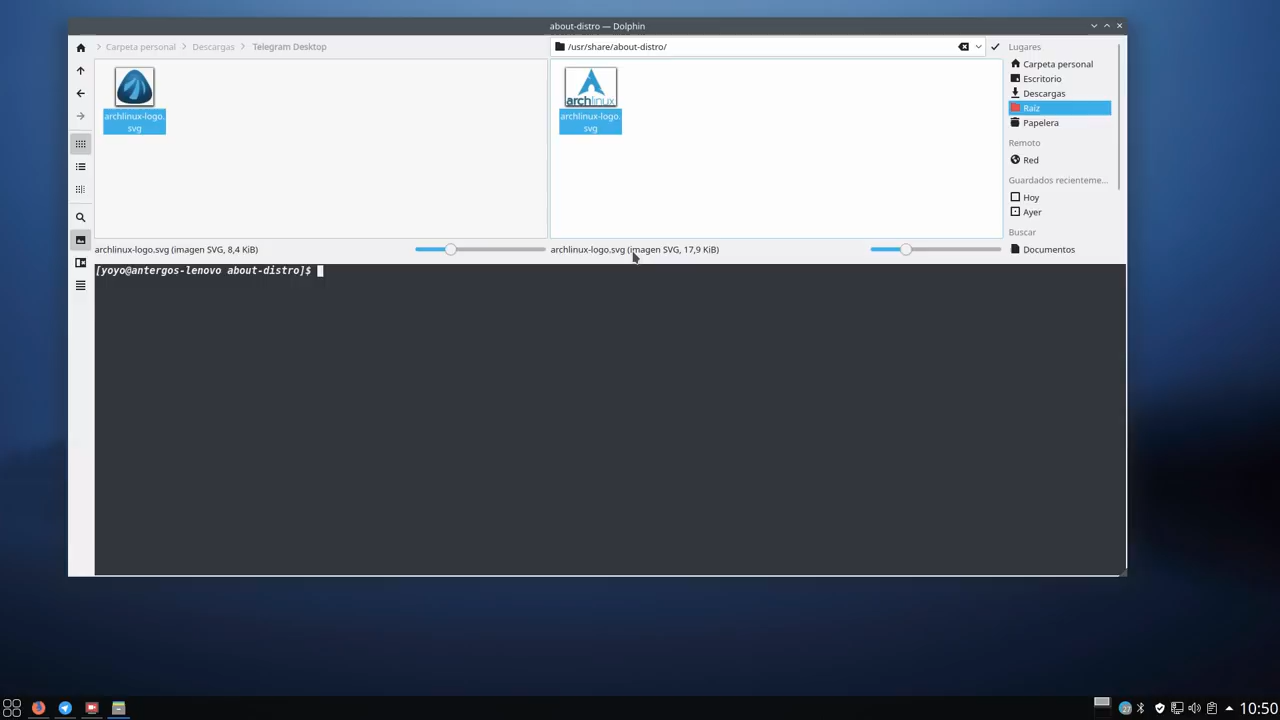 about-distro — Dolphin
Carpeta personal
Descargas
Telegram Desktop
/usr/share/about-distro/
archlinux-logo.
svg
archlinux
archlinux-logo.
svg
archlinux-logo.svg (imagen SVG, 8,4 KiB)
archlinux-logo.svg (imagen SVG, 17,9 KiB)
Lugares
Carpeta personal
Escritorio
Descargas
Raíz
Papelera
Remoto
Red
Guardados recienteme...
Hoy
Ayer
Buscar
Documentos
[yoyo@antergos-lenovo about-distro]$
10:50